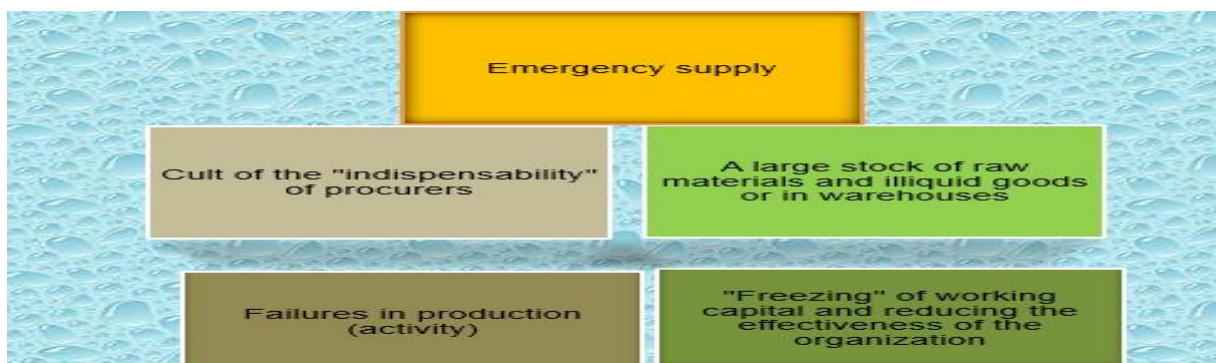 Emergency supply
Cult of the "indispensability"
of procurers
A large stock of raw
materials and illiquid goods
or in warehouses
Failures in production
(activity)
"Freezing" of working
capital and reducing the
effectiveness of the
organization